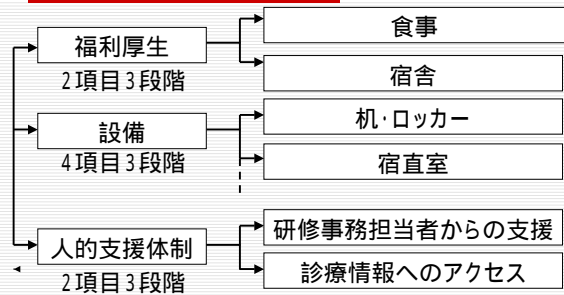 福利厚生
2項目3段階
食事
宿舎
設備
4項目3段階
机・ロッカー
宿直室
人的支援体制
2項目3段階
研修事務担当者からの支援
診療情報へのアクセス